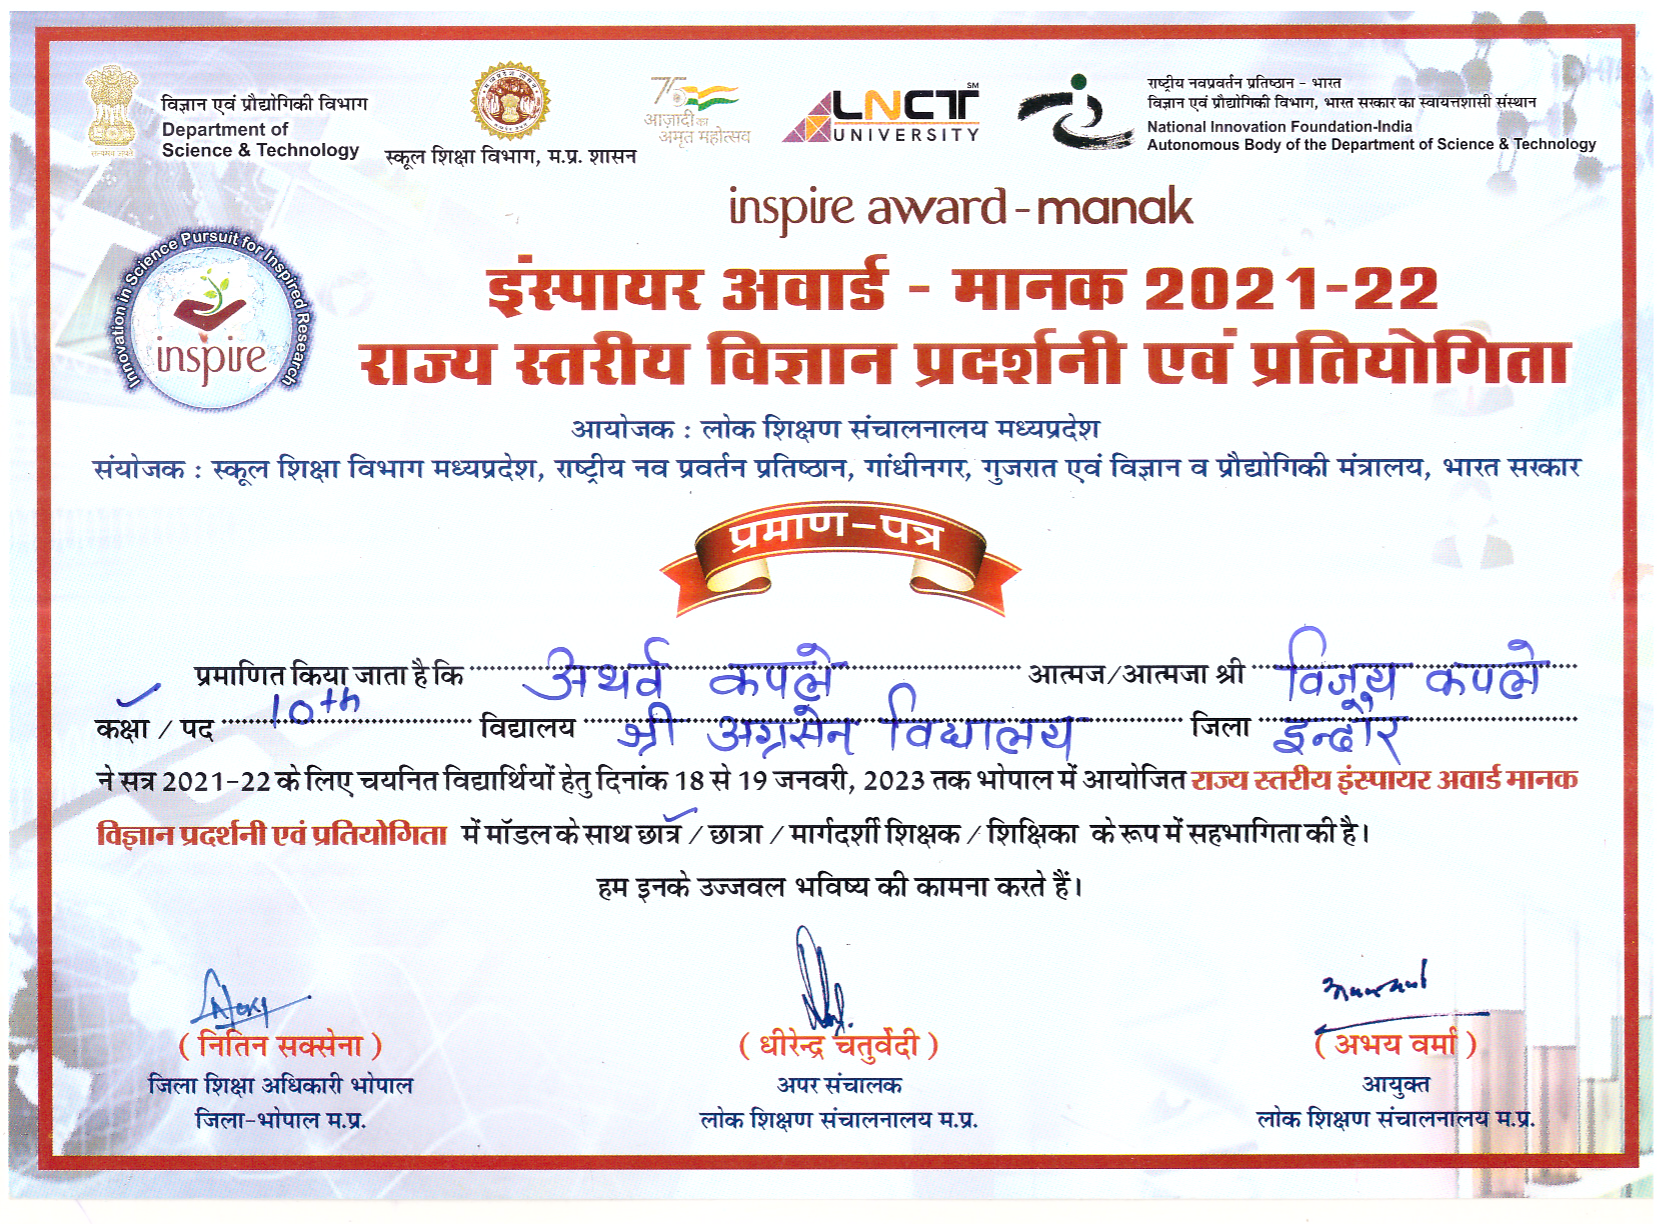 विज्ञान एवं प्रौद्योगिकी विभाग
Department of
Science & Technology
स्कूल शिक्षा विभाग, म.प्र. शासन
75
आज़ादी का
अमृत महोत्सव
LNCT SM
UNIVERSITY
राष्ट्रीय नवप्रवर्तन प्रतिष्ठान - भारत
विज्ञान एवं प्रौद्योगिकी विभाग, भारत सरकार का स्वायत्तशासी संस्थान
National Innovation Foundation-India
Autonomous Body of the Department of Science & Technology
inspire award-manak
Innovation in Science Pursuit for Inspired Research
inspire
इंस्पायर अवार्ड - मानक 2021-22
राज्य स्तरीय विज्ञान प्रदर्शनी एवं प्रतियोगिता
आयोजक : लोक शिक्षण संचालनालय मध्यप्रदेश
संयोजक : स्कूल शिक्षा विभाग मध्यप्रदेश, राष्ट्रीय नव प्रवर्तन प्रतिष्ठान, गांधीनगर, गुजरात एवं विज्ञान व प्रौद्योगिकी मंत्रालय, भारत सरकार
प्रमाण-पत्र
प्रमाणित किया जाता है कि अथर्व कपले आत्मज/आत्मजा श्री विजय कपले
कक्षा / पद 10th विद्यालय श्री अग्रसेन विद्यालय जिला इन्दौर
ने सत्र 2021-22 के लिए चयनित विद्यार्थियों हेतु दिनांक 18 से 19 जनवरी, 2023 तक भोपाल में आयोजित राज्य स्तरीय इंस्पायर अवार्ड मानक
विज्ञान प्रदर्शनी एवं प्रतियोगिता में मॉडल के साथ छात्र / छात्रा / मार्गदर्शी शिक्षक / शिक्षिका के रूप में सहभागिता की है।
हम इनके उज्जवल भविष्य की कामना करते हैं।
( नितिन सक्सेना )
जिला शिक्षा अधिकारी भोपाल
जिला-भोपाल म.प्र.
( धीरेन्द्र चतुर्वेदी )
अपर संचालक
लोक शिक्षण संचालनालय म.प्र.
( अभय वर्मा )
आयुक्त
लोक शिक्षण संचालनालय म.प्र.